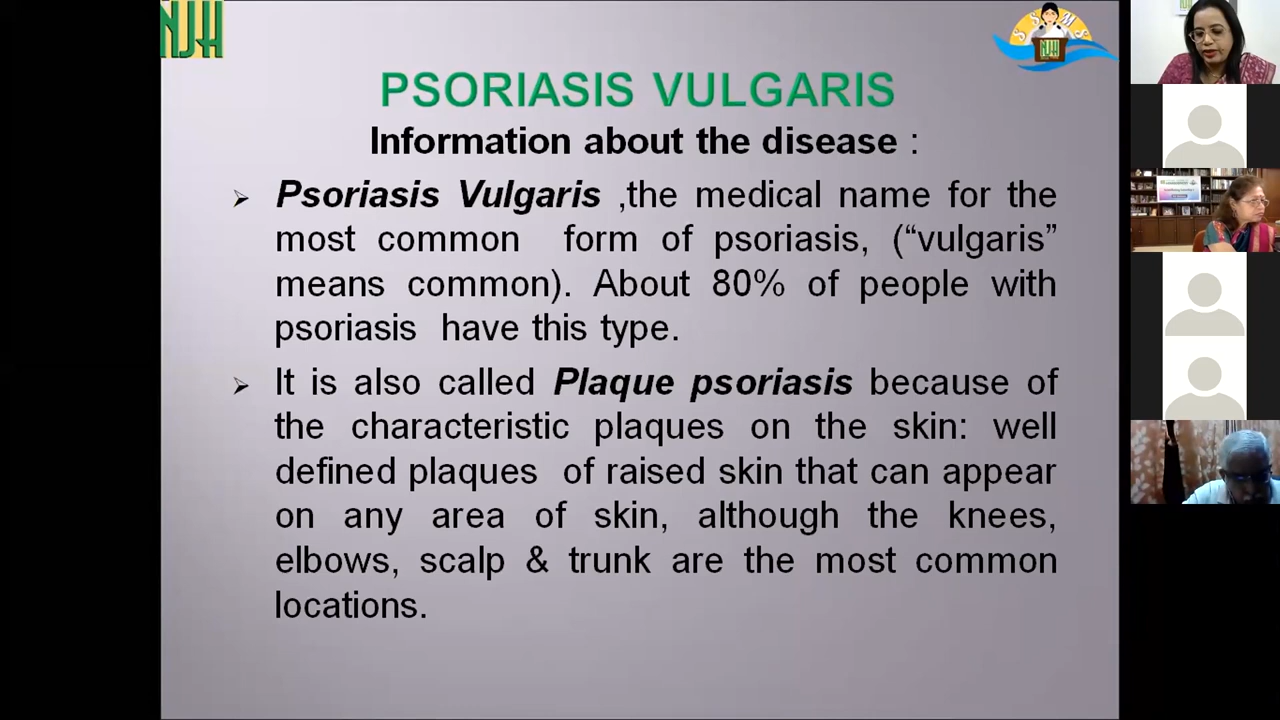 NJH
S S M S
NJH
PSORIASIS VULGARIS
Information about the disease :
Psoriasis Vulgaris ,the medical name for the
most common form of psoriasis, (“vulgaris”
means common). About 80% of people with
psoriasis have this type.
It is also called Plaque psoriasis because of
the characteristic plaques on the skin: well
defined plaques of raised skin that can appear
on any area of skin, although the knees,
elbows, scalp & trunk are the most common
locations.